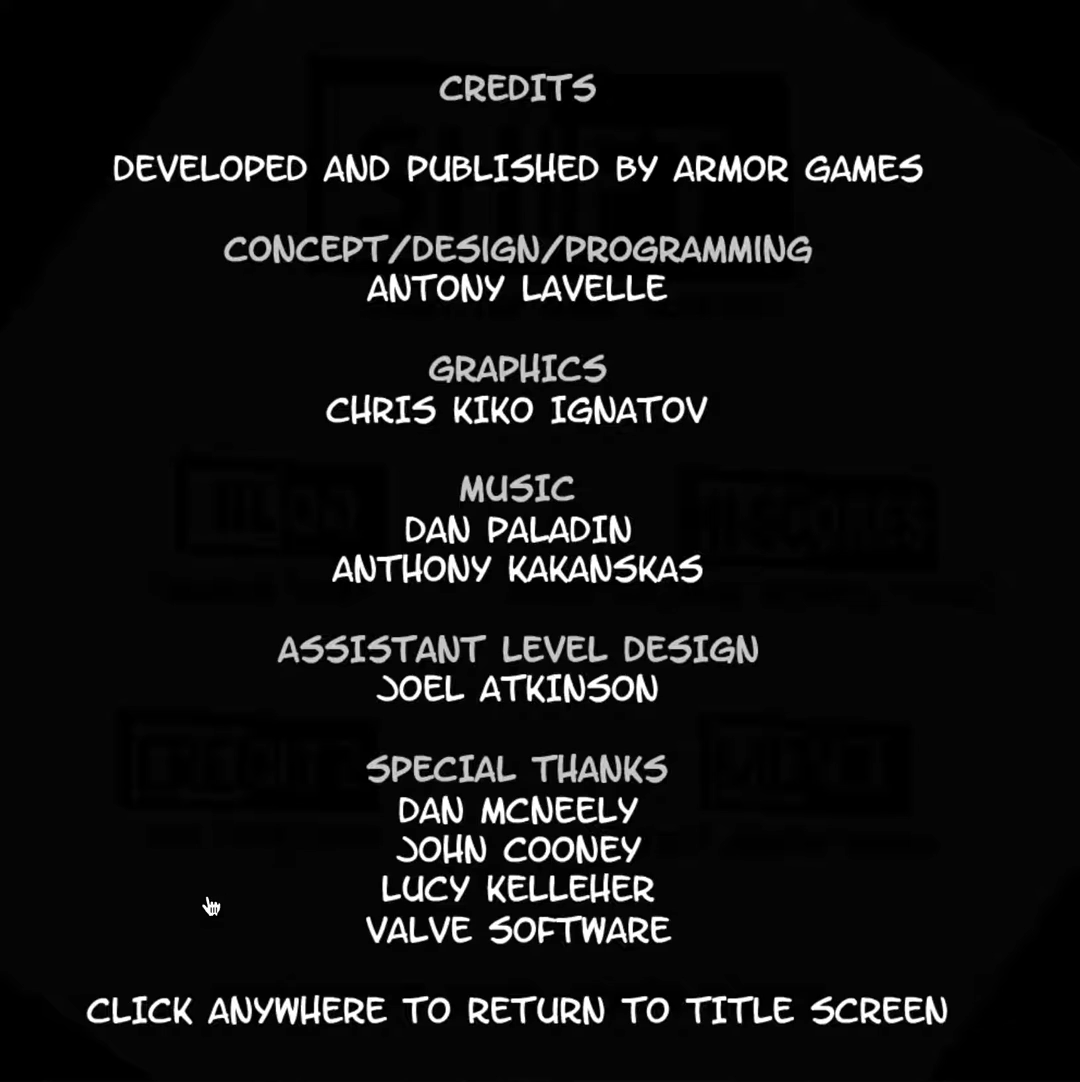 CREDITS
DEVELOPED AND PUBLISHED BY ARMOR GAMES
CONCEPT/DESIGN/PROGRAMMING
ANTONY LAVELLE
GRAPHICS
CHRIS KIKO IGNATOV
MUSIC
DAN PALADIN
ANTHONY KAKANSKAS
ASSISTANT LEVEL DESIGN
JOEL ATKINSON
SPECIAL THANKS
DAN MCNEELY
JOHN COONEY
LUCY KELLEHER
VALVE SOFTWARE
CLICK ANYWHERE TO RETURN TO TITLE SCREEN